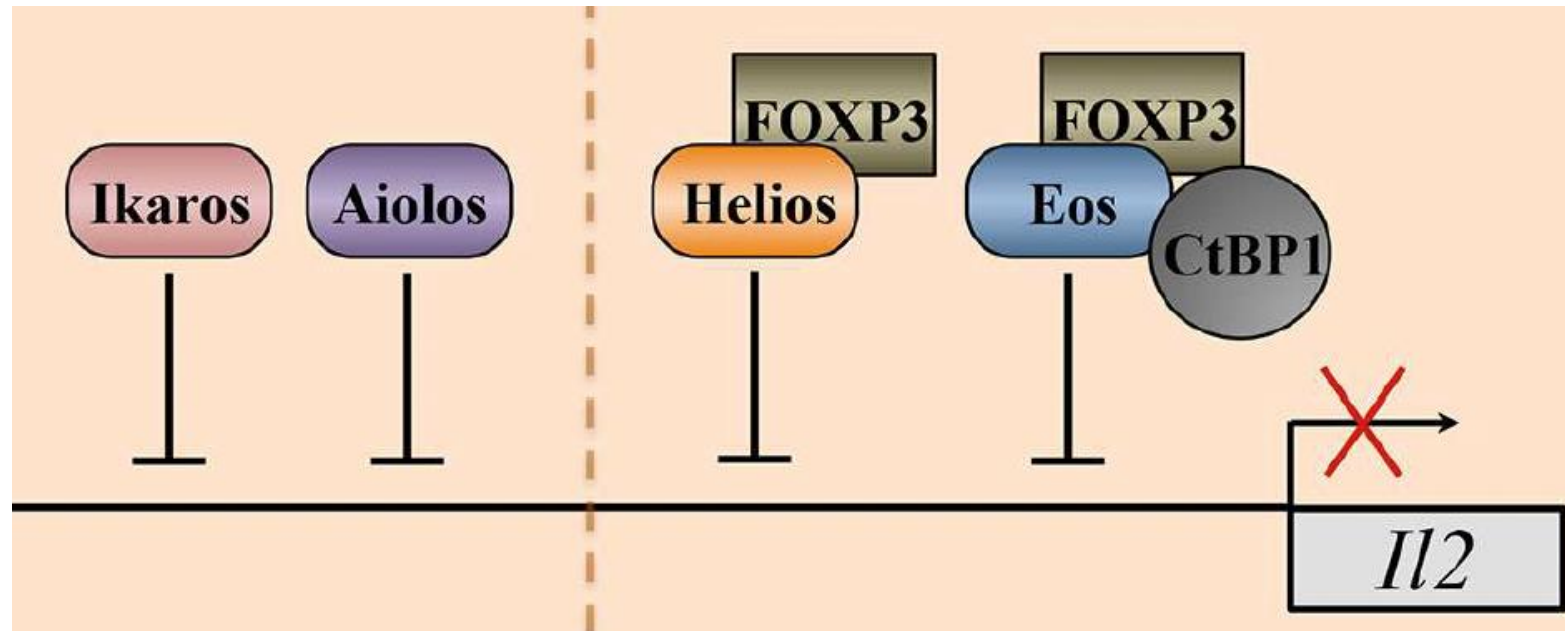 FOXP3
FOXP3
Ikaros
Aiolos
Helios
Eos
CtBP1
Il2